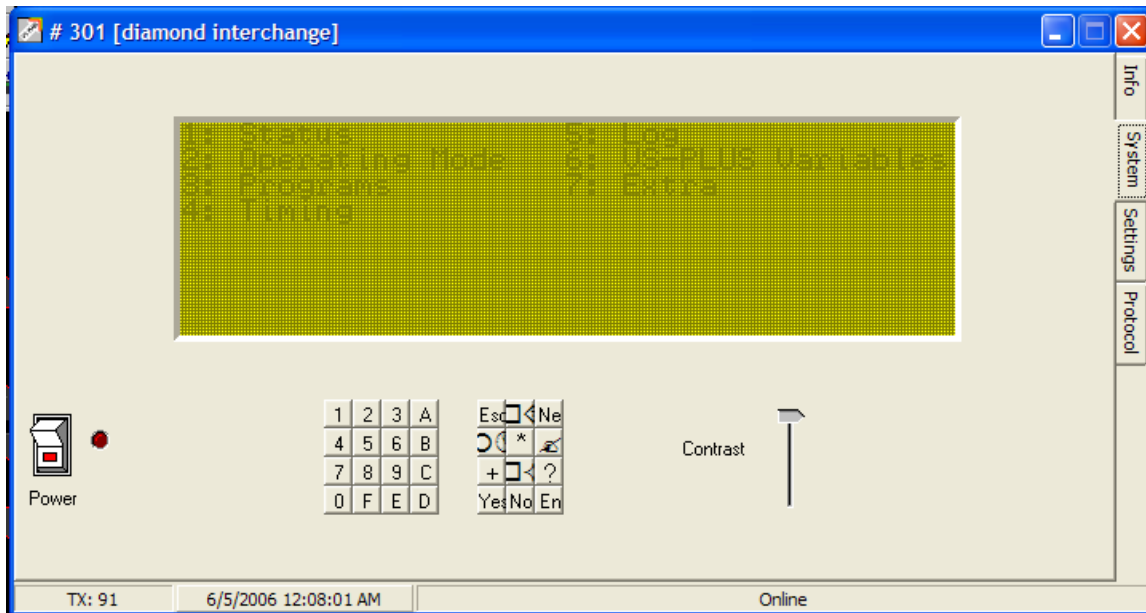 # 301 [diamond interchange]
Info
System
Settings
Protocol
1: Status 5: Log
2: Operating Mode 6: VS-PLUS Variables
3: Programs 7: Extra
4: Timing
1 2 3 A Esc Ne
4 5 6 B *
7 8 9 C + ?
0 F E D Yes No En
Contrast
Power
TX: 91 6/5/2006 12:08:01 AM Online